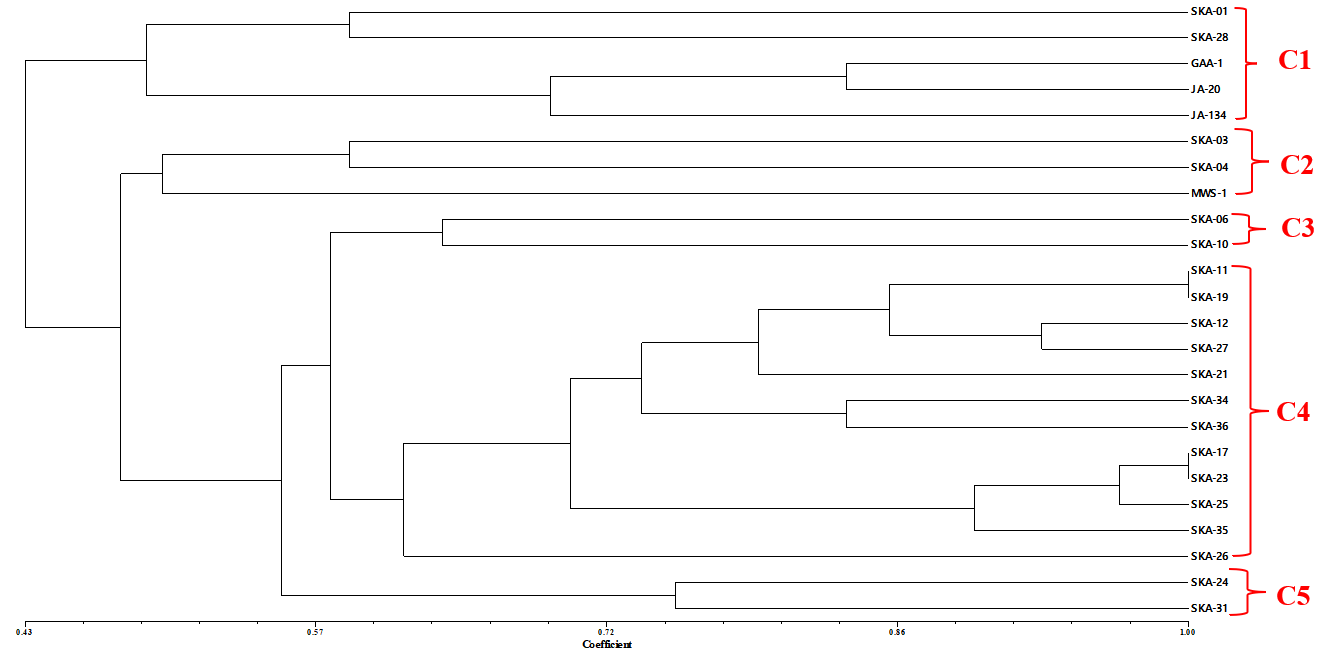 SKA-01
SKA-28
GAA-1
JA-20
JA-134
C1
SKA-03
SKA-04
MWS-1
C2
SKA-06
SKA-10
C3
SKA-11
SKA-19
SKA-12
SKA-27
SKA-21
SKA-34
SKA-36
SKA-17
SKA-23
SKA-25
SKA-35
SKA-26
C4
SKA-24
SKA-31
C5
0.43 0.57 0.72 0.86 1.00
Coefficient